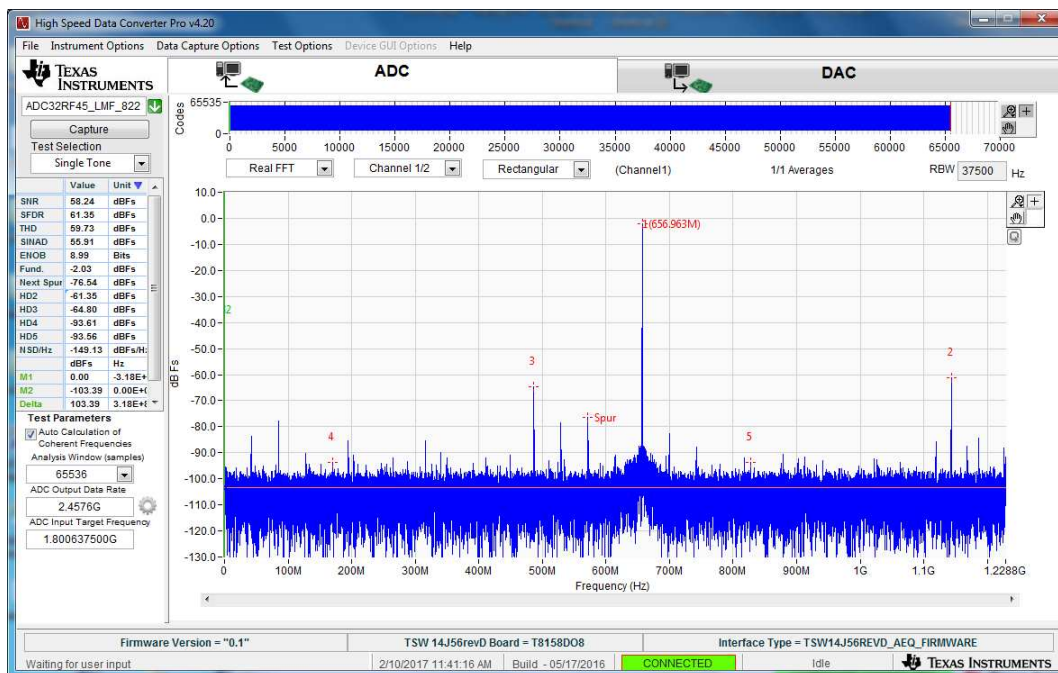 High Speed Data Converter Pro v4.20
File Instrument Options Data Capture Options Test Options Device GUI Options Help
TEXAS INSTRUMENTS
ADC
DAC
ADC32RF45_LMF_822
Capture
Test Selection
Single Tone
Value Unit
SNR 58.24 dBFs
SFDR 61.35 dBFs
THD 59.73 dBFs
SINAD 55.91 dBFs
ENOB 8.99 Bits
Fund. -2.03 dBFs
Next Spur -76.54 dBFs
HD2 -61.35 dBFs
HD3 -64.80 dBFs
HD4 -93.61 dBFs
HD5 -93.56 dBFs
NSD/Hz -149.13 dBFs/H
dBFs Hz
M1 0.00 -3.18E+
M2 -103.39
Delta 103.39
Test Parameters
Auto Calculation of
Coherent Frequencies
Analysis Window (samples)
65536
ADC Output Data Rate
2.4576G
ADC Input Target Frequency
1.800637500G
Codes
65535
0
0 5000 10000 15000 20000 25000 30000 35000 40000 45000 50000 55000 60000 65000 70000
Real FFT Channel 1/2 Rectangular (Channel1) 1/1 Averages RBW 37500 Hz
10.0
0.0
-10.0
-20.0
-30.0
-40.0
-50.0
-60.0
-70.0
-80.0
-90.0
-100.0
-110.0
-120.0
-130.0
dBFs
1(656.963M)
2
3
2
Spur
4
5
0 100M 200M 300M 400M 500M 600M 700M 800M 900M 1G 1.1G 1.2288G
Frequency (Hz)
Firmware Version = "0.1" TSW 14J56revD Board = T8158DO8 Interface Type = TSW14J56REVD_AEQ_FIRMWARE
Waiting for user input 2/10/2017 11:41:16 AM Build - 05/17/2016 CONNECTED Idle TEXAS INSTRUMENTS